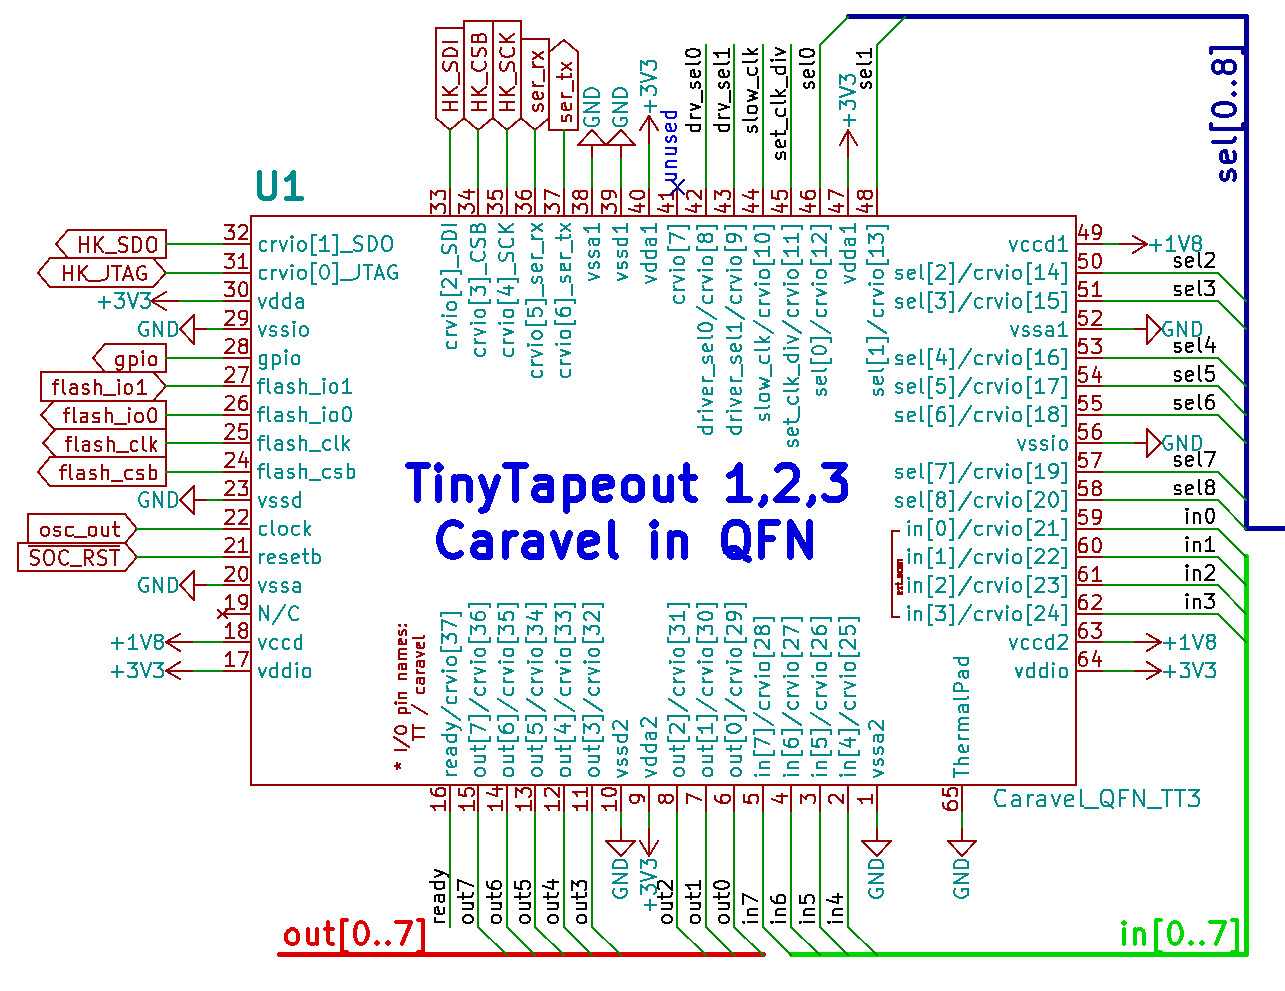 HK_SDI
HK_CSB
HK_SCK
ser_rx
ser_tx
GND
GND
+3V3
unused
drv_sel0
drv_sel1
slow_clk
set_clk_div
sel0
+3V3
sel1
sel[0..8]
U1
33
34
35
36
37
38
39
40
41
42
43
44
45
46
47
48
crvio[2]_SDI
crvio[3]_CSB
crvio[4]_SCK
crvio[5]_ser_rx
crvio[6]_ser_tx
vssa1
vssd1
vdda1
crvio[7]
driver_sel0/crvio[8]
driver_sel1/crvio[9]
slow_clk/crvio[10]
set_clk_div/crvio[11]
sel[0]/crvio[12]
vdda1
sel[1]/crvio[13]
HK_SDO 32 crvio[1]_SDO
HK_JTAG 31 crvio[0]_JTAG
+3V3 30 vdda
GND 29 vssio
gpio 28 gpio
flash_io1 27 flash_io1
flash_io0 26 flash_io0
flash_clk 25 flash_clk
flash_csb 24 flash_csb
GND 23 vssd
osc_out 22 clock
SOC_RST 21 resetb
GND 20 vssa
19 N/C
+1V8 18 vccd
+3V3 17 vddio
TinyTapeout 1,2,3
Caravel in QFN
vccd1 49 +1V8
sel[2]/crvio[14] 50 sel2
sel[3]/crvio[15] 51 sel3
vssa1 52 GND
sel[4]/crvio[16] 53 sel4
sel[5]/crvio[17] 54 sel5
sel[6]/crvio[18] 55 sel6
vssio 56 GND
sel[7]/crvio[19] 57 sel7
sel[8]/crvio[20] 58 sel8
in[0]/crvio[21] 59 in0
in[1]/crvio[22] 60 in1
in[2]/crvio[23] 61 in2
in[3]/crvio[24] 62 in3
vccd2 63 +1V8
vddio 64 +3V3
* I/O pin names:
TT / caravel
ready/crvio[37]
out[7]/crvio[36]
out[6]/crvio[35]
out[5]/crvio[34]
out[4]/crvio[33]
out[3]/crvio[32]
vssd2
vdda2
out[2]/crvio[31]
out[1]/crvio[30]
out[0]/crvio[29]
in[7]/crvio[28]
in[6]/crvio[27]
in[5]/crvio[26]
in[4]/crvio[25]
vssa2
ThermalPad
16
15
14
13
12
11
10
9
8
7
6
5
4
3
2
1
65
Caravel_QFN_TT3
ready
out7
out6
out5
out4
out3
GND
+3V3
out2
out1
out0
in7
in6
in5
in4
GND
GND
out[0..7]
in[0..7]